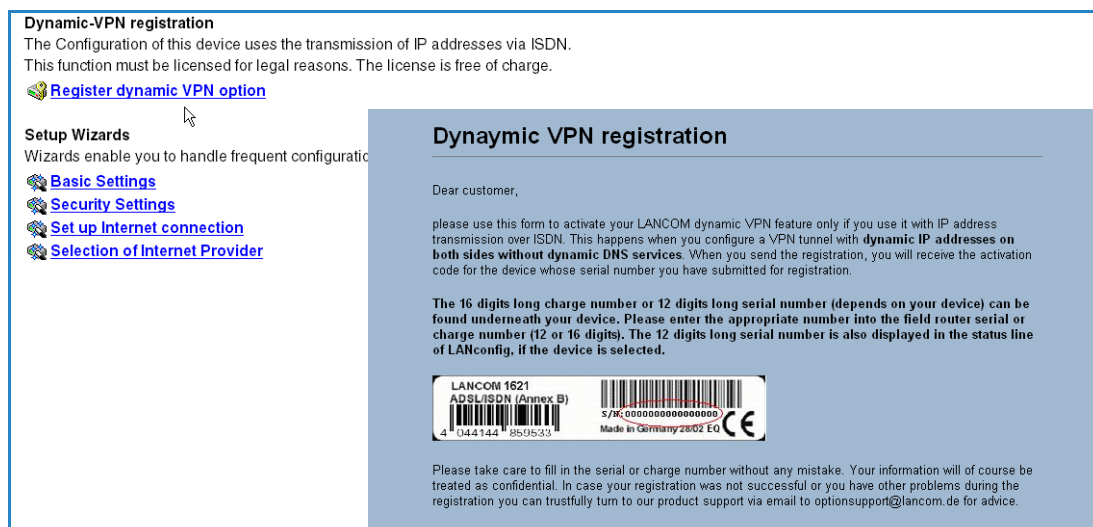 Dynamic-VPN registration
The Configuration of this device uses the transmission of IP addresses via ISDN.
This function must be licensed for legal reasons. The license is free of charge.
Register dynamic VPN option
Setup Wizards
Wizards enable you to handle frequent configuratio
Basic Settings
Security Settings
Set up Internet connection
Selection of Internet Provider
Dynaymic VPN registration
Dear customer,
please use this form to activate your LANCOM dynamic VPN feature only if you use it with IP address
transmission over ISDN. This happens when you configure a VPN tunnel with dynamic IP addresses on
both sides without dynamic DNS services. When you send the registration, you will receive the activation
code for the device whose serial number you have submitted for registration.
The 16 digits long charge number or 12 digits long serial number (depends on your device) can be
found underneath your device. Please enter the appropriate number into the field router serial or
charge number (12 or 16 digits). The 12 digits long serial number is also displayed in the status line
of LANconfig, if the device is selected.
LANCOM 1621
ADSL/ISDN (Annex B)
4 044144 859533
S/N: 0000000000000000
Made in Germany 28/02 EQ CE
Please take care to fill in the serial or charge number without any mistake. Your information will of course be
treated as confidential. In case your registration was not successful or you have other problems during the
registration you can trustfully turn to our product support via email to optionsupport@lancom.de for advice.